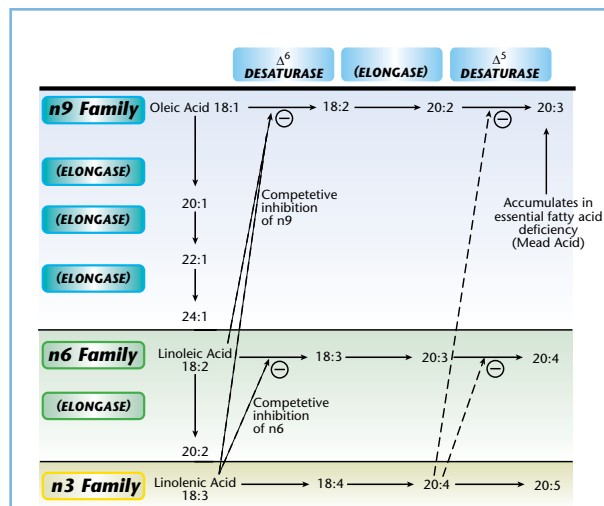 Δ6
DESATURASE
(ELONGASE)
Δ5
DESATURASE
n9 Family
Oleic Acid 18:1
18:2
20:2
20:3
(ELONGASE)
(ELONGASE)
(ELONGASE)
20:1
22:1
24:1
Competetive
inhibition
of n9
Accumulates in
essential fatty acid
deficiency
(Mead Acid)
n6 Family
Linoleic Acid
18:2
18:3
20:3
20:4
(ELONGASE)
20:2
Competetive
inhibition
of n6
n3 Family
Linolenic Acid
18:3
18:4
20:4
20:5